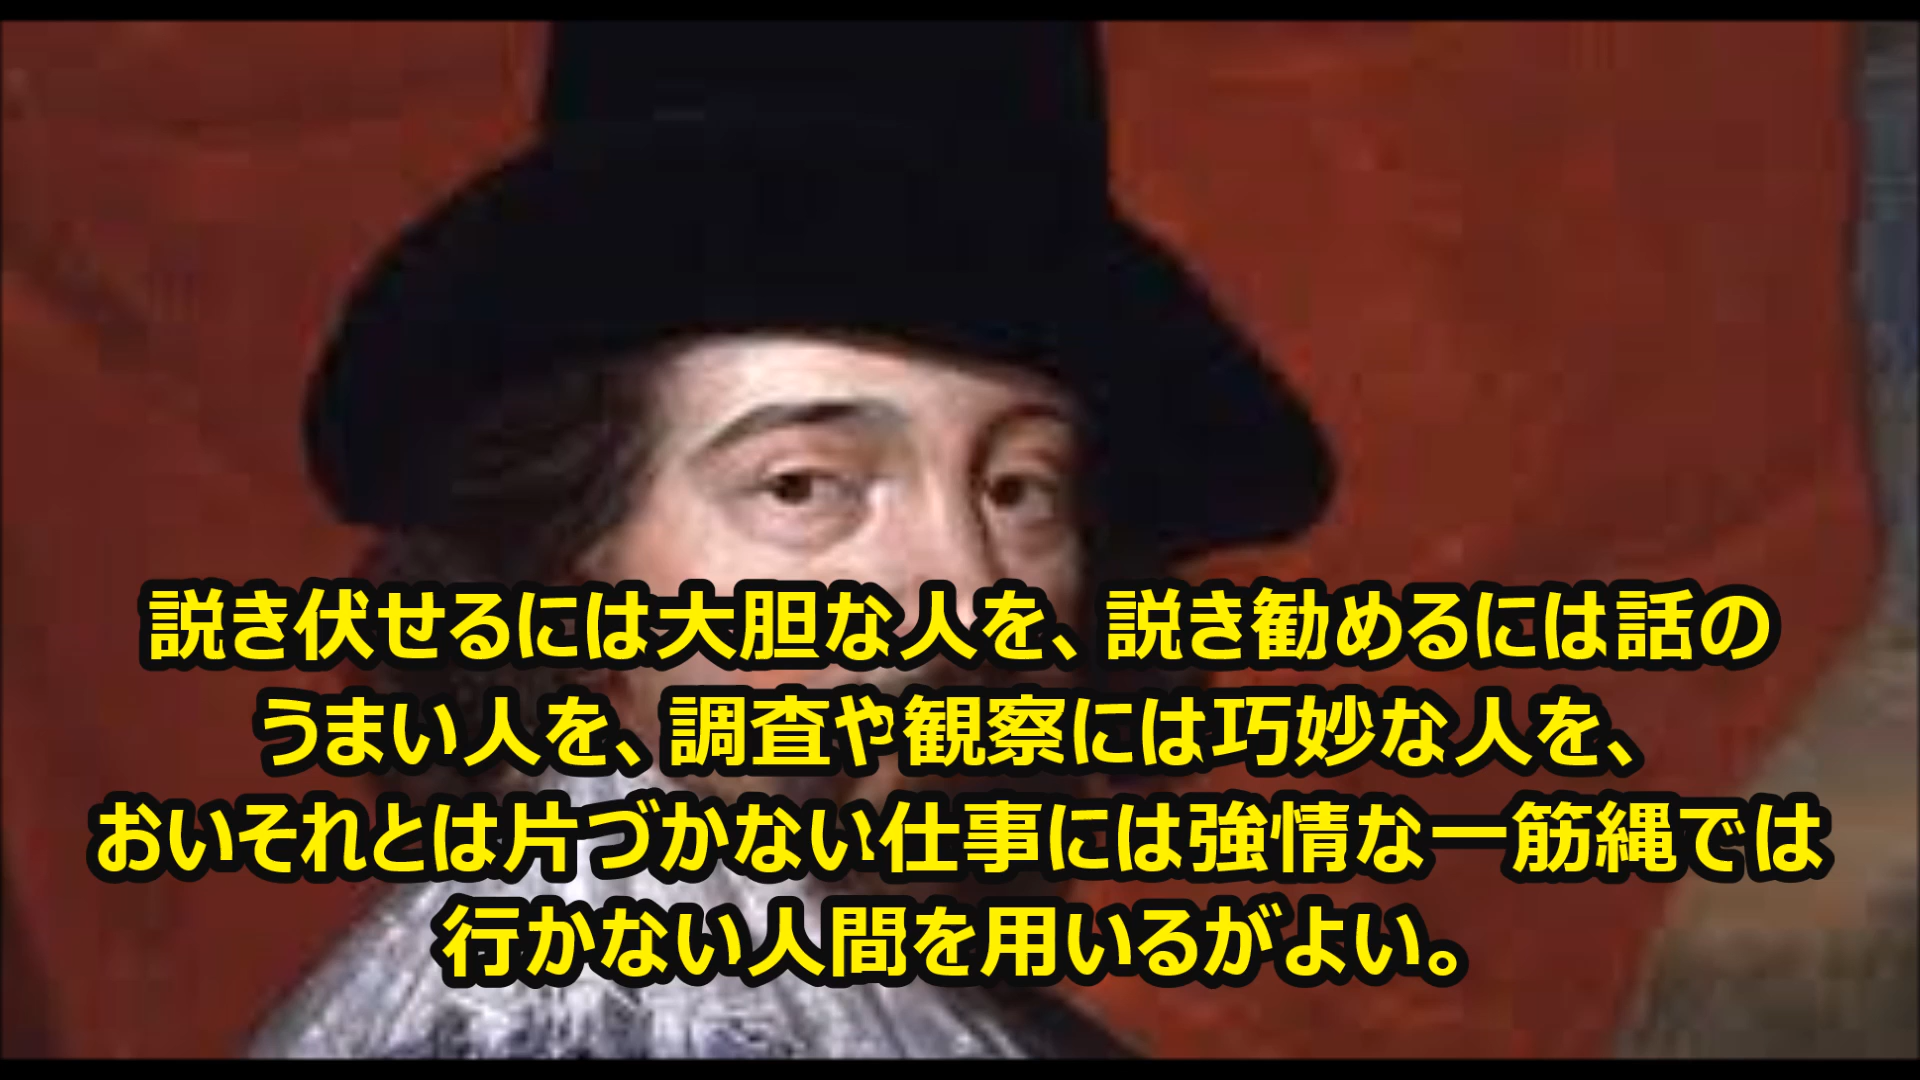 説き伏せるには大胆な人を、説き勧めるには話の
うまい人を、調査や観察には巧妙な人を、
おいそれとは片づかない仕事には強情な一筋縄では
行かない人間を用いるがよい。